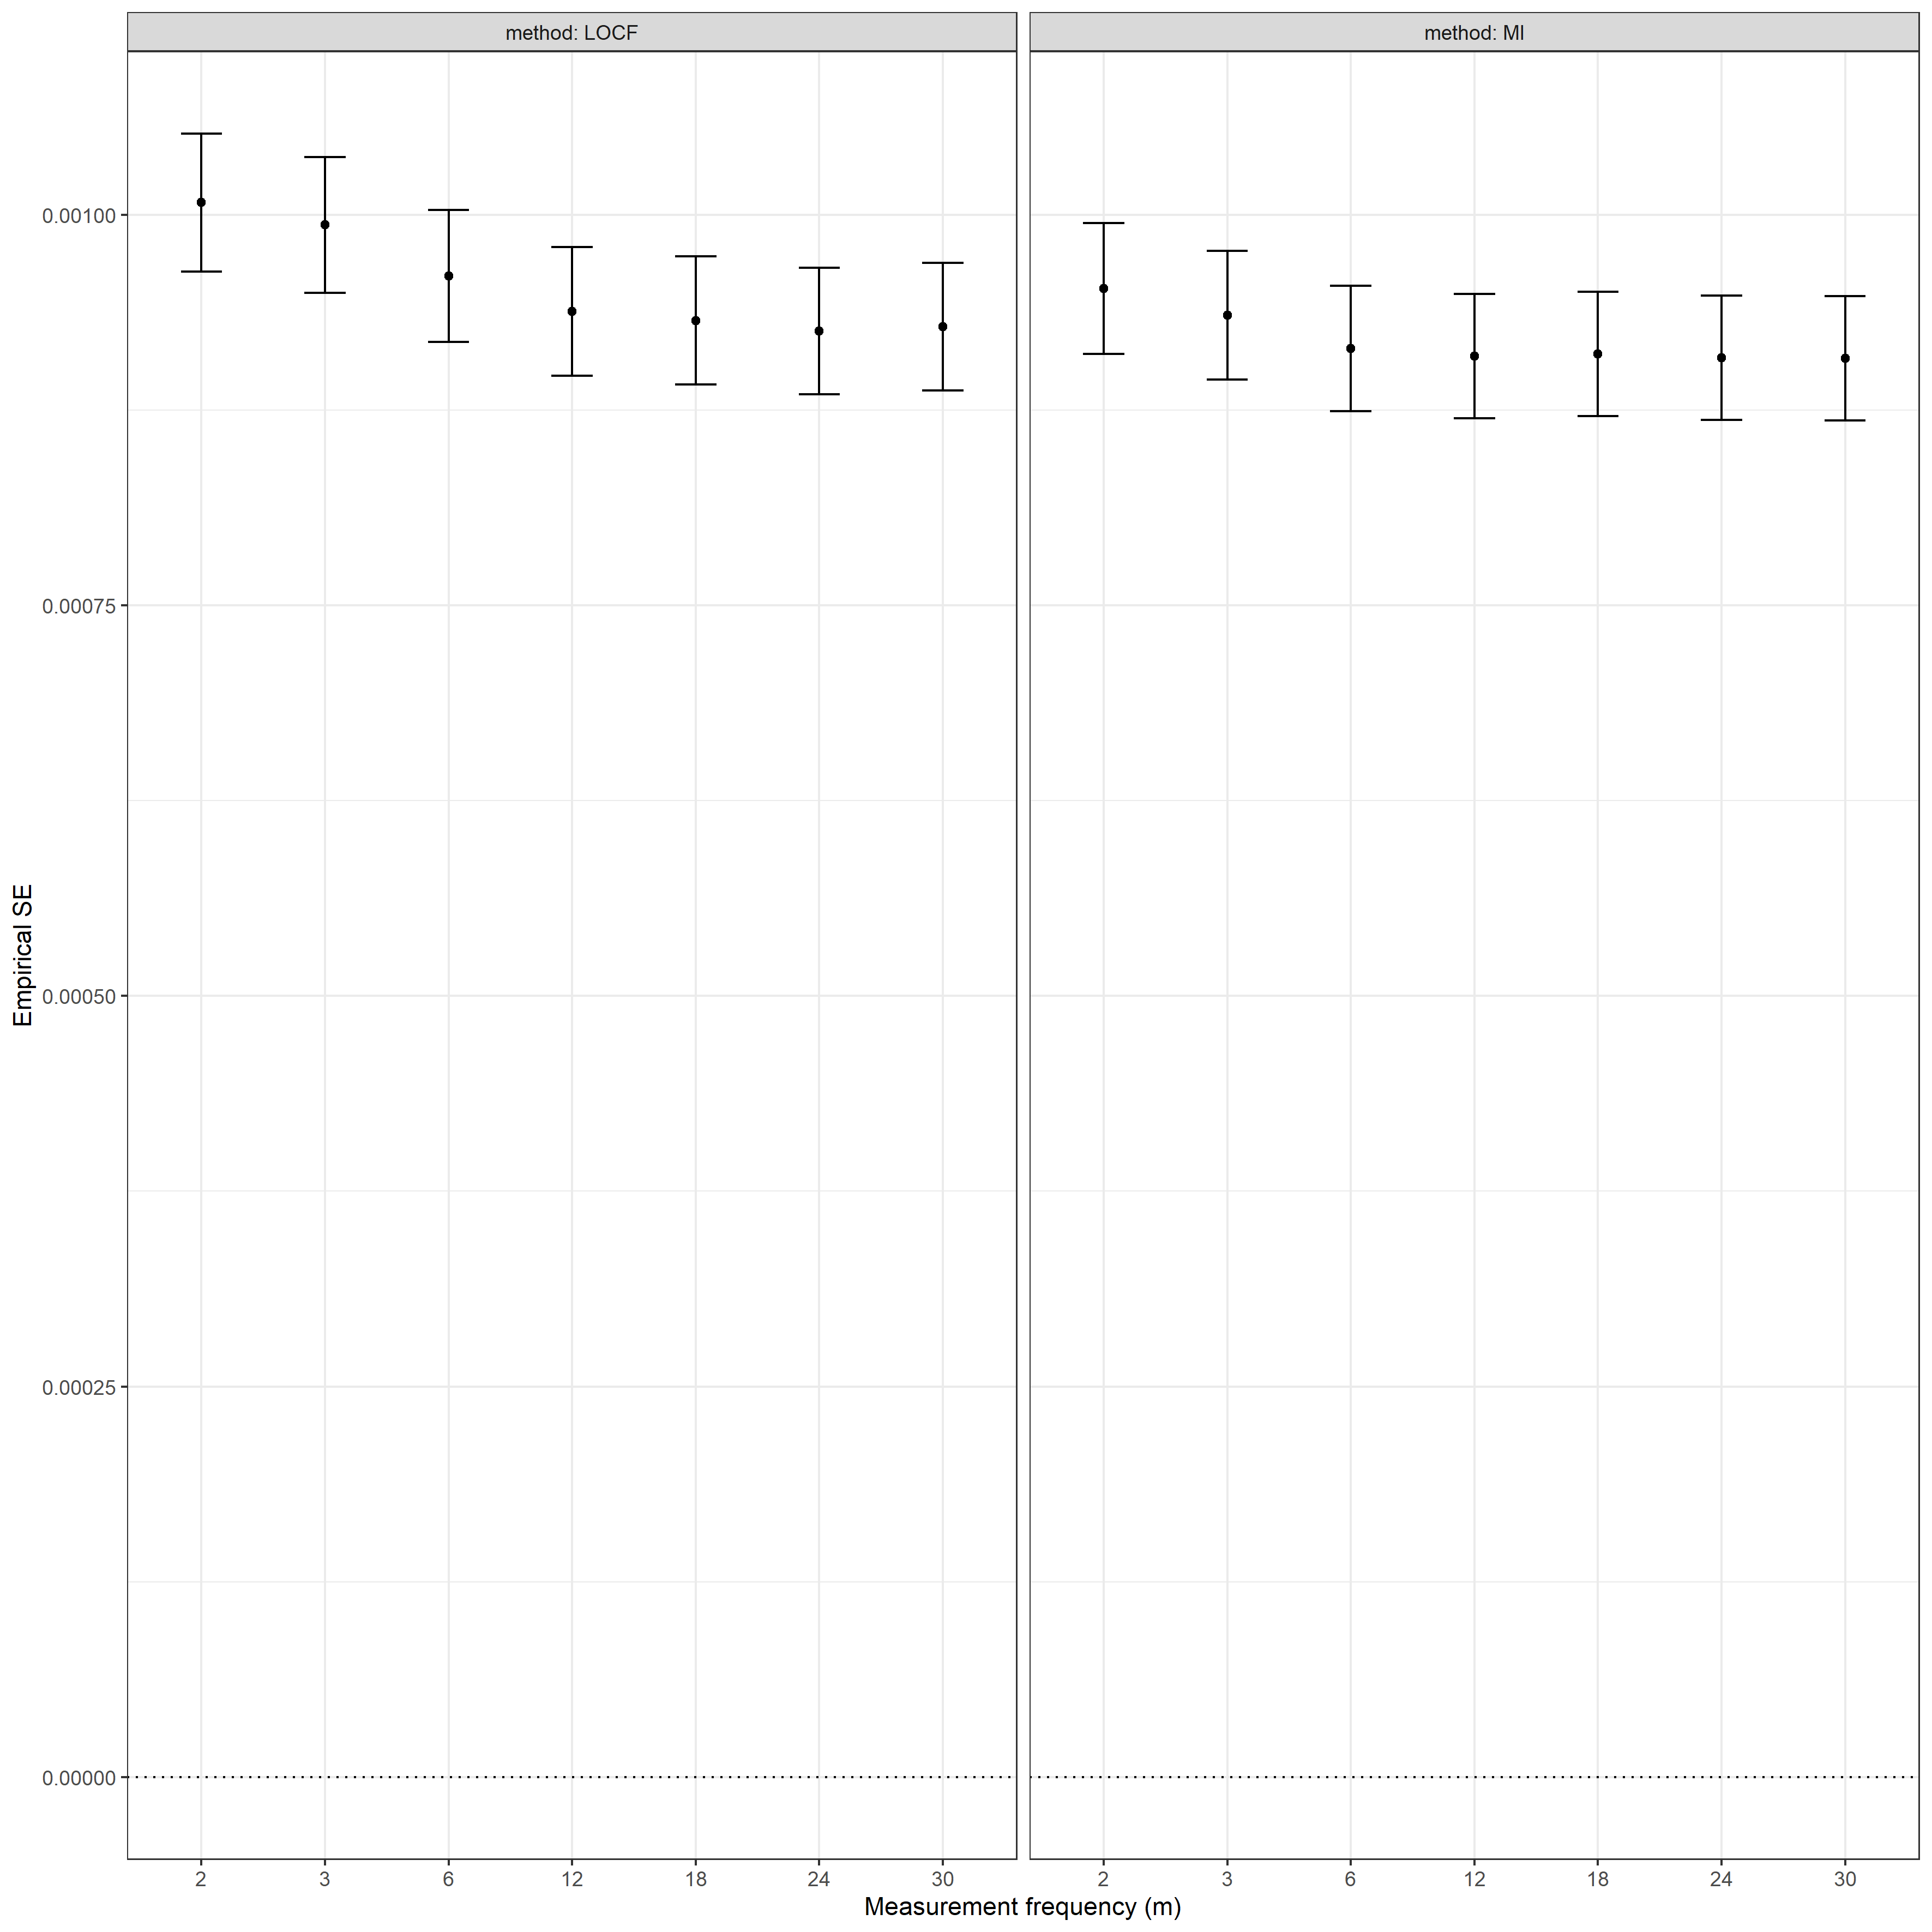 method: LOCF
method: MI
Empirical SE
0.00100
0.00075
0.00050
0.00025
0.00000
2 3 6 12 18 24 30
2 3 6 12 18 24 30
Measurement frequency (m)